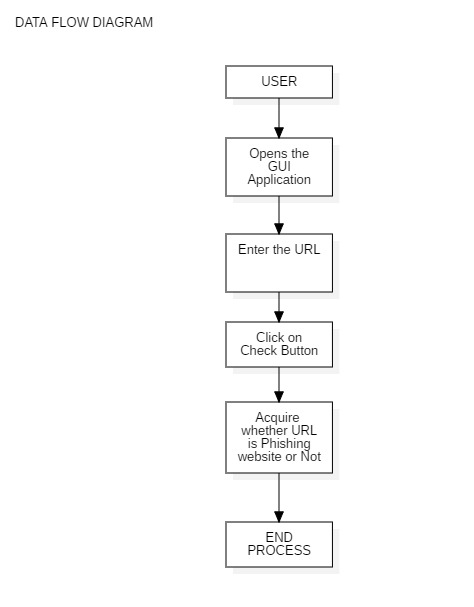 DATA FLOW DIAGRAM
USER
Opens the
GUI
Application
Enter the URL
Click on
Check Button
Acquire
whether URL
is Phishing
website or Not
END
PROCESS